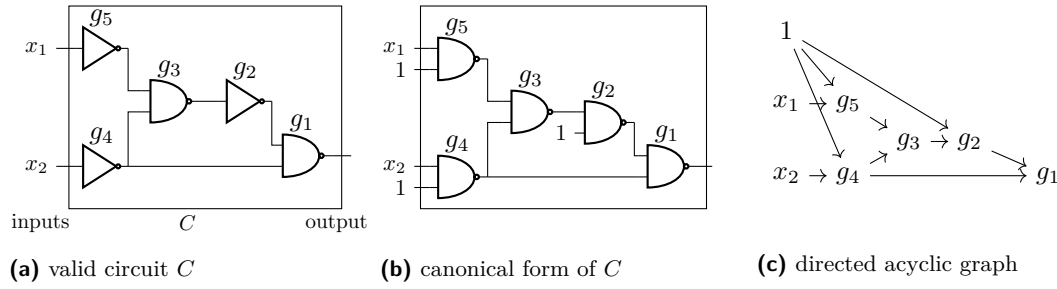 g₅
x₁
g₃
g₂
g₄
g₁
x₂
inputs
C
output
(a) valid circuit C
g₅
x₁
1
g₃
g₂
1
g₄
g₁
x₂
1
(b) canonical form of C
1
x₁ → g₅
g₃ → g₂
x₂ → g₄ → g₁
(c) directed acyclic graph